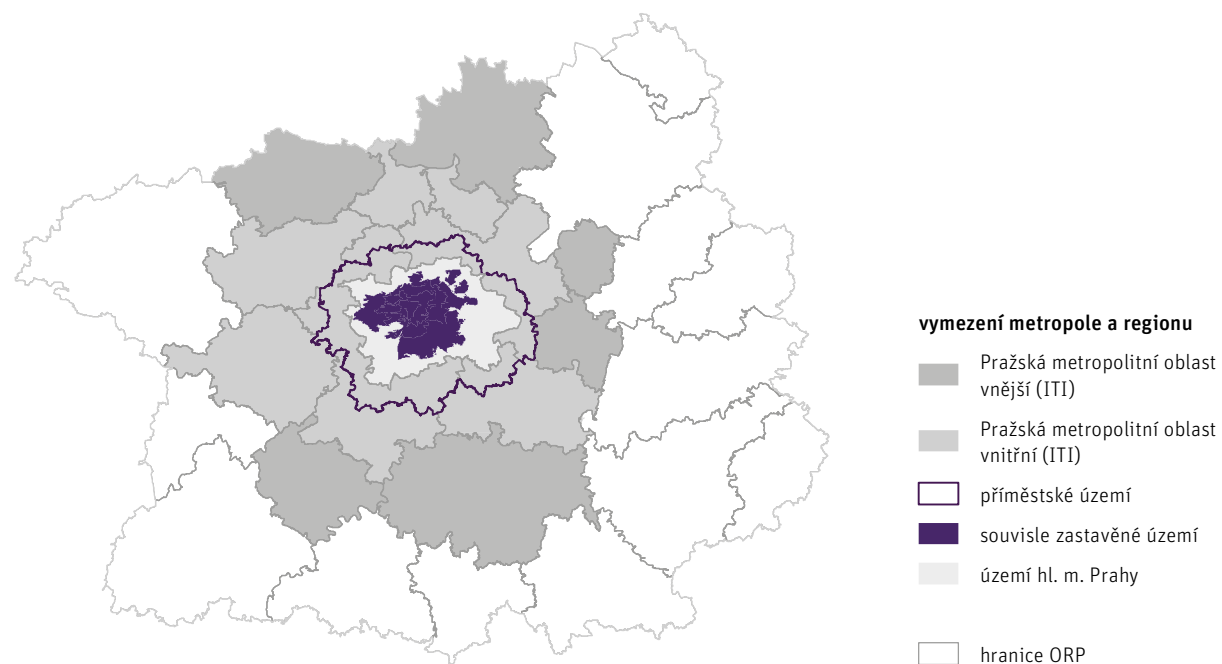 vymezení metropole a regionu
Pražská metropolitní oblast
vnější (ITI)
Pražská metropolitní oblast
vnitřní (ITI)
příměstské území
souvisle zastavěné území
území hl. m. Prahy
hranice ORP